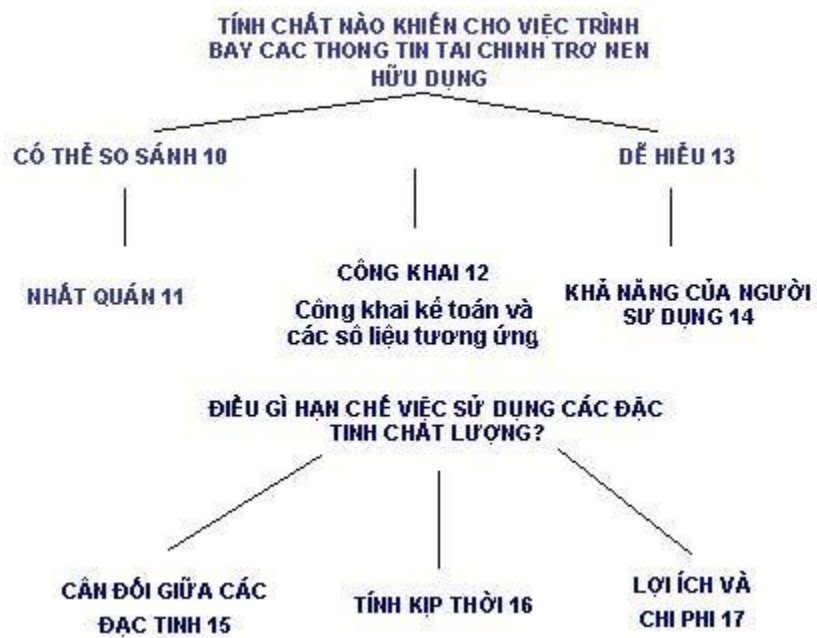 TÍNH CHẤT NÀO KHIẾN CHO VIỆC TRÌNH
BAY CAC THONG TIN TAI CHINH TRƠ NEN
HỮU DỤNG
CÓ THỂ SO SÁNH 10
DỄ HIỂU 13
NHẤT QUÁN 11
CÔNG KHAI 12
Công khai kế toán và
các số liệu tương ứng
KHẢ NĂNG CỦA NGƯỜI
SƯ DỤNG 14
ĐIỀU GÌ HẠN CHẾ VIỆC SỬ DỤNG CÁC ĐẶC
TINH CHẤT LƯỢNG?
CÂN ĐỐI GIỮA CÁC
ĐẠC TINH 15
TÍNH KỊP THỜI 16
LỢI ÍCH VÀ
CHI PHI 17